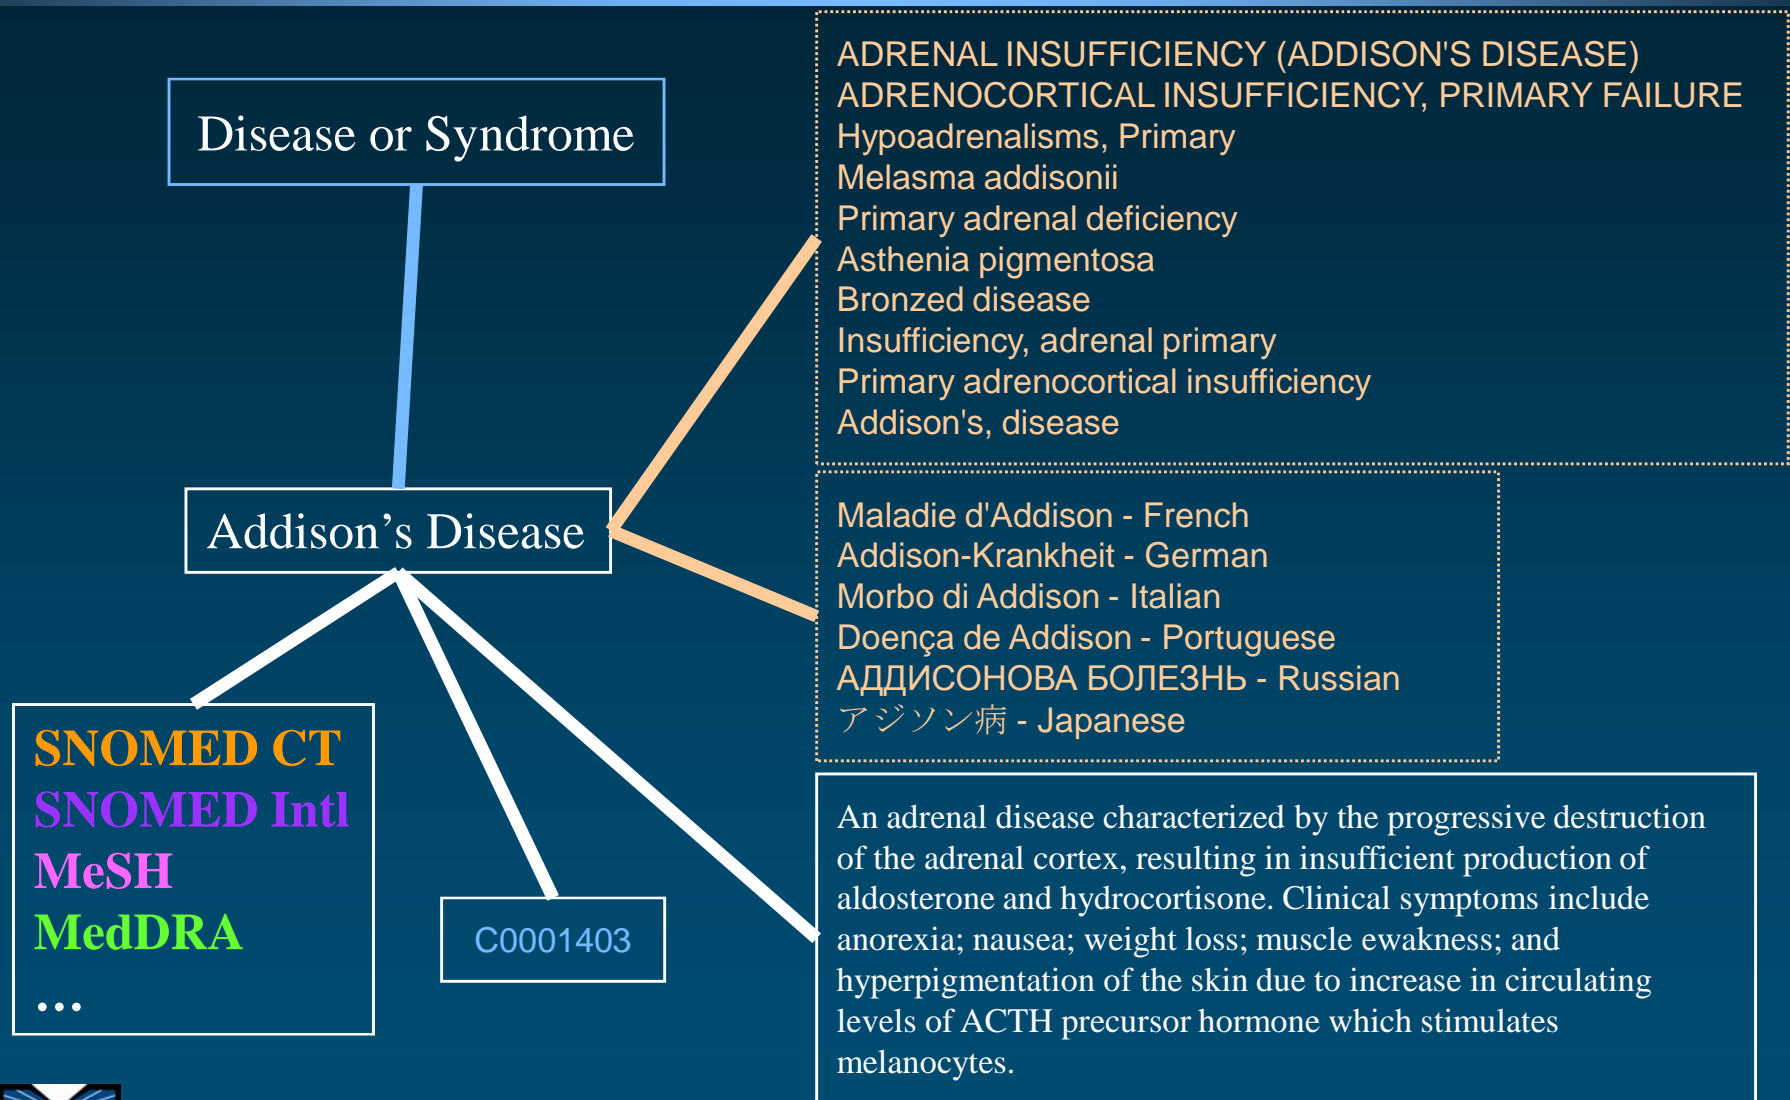 Disease or Syndrome
ADRENAL INSUFFICIENCY (ADDISON'S DISEASE)
ADRENOCORTICAL INSUFFICIENCY, PRIMARY FAILURE
Hypoadrenalisms, Primary
Melasma addisonii
Primary adrenal deficiency
Asthenia pigmentosa
Bronzed disease
Insufficiency, adrenal primary
Primary adrenocortical insufficiency
Addison's, disease
Addison’s Disease
Maladie d'Addison - French
Addison-Krankheit - German
Morbo di Addison - Italian
Doença de Addison - Portuguese
АДДИСОНОВА БОЛЕЗНЬ - Russian
アジソン病 - Japanese
SNOMED CT
SNOMED Intl
MeSH
MedDRA
…
C0001403
An adrenal disease characterized by the progressive destruction
of the adrenal cortex, resulting in insufficient production of
aldosterone and hydrocortisone. Clinical symptoms include
anorexia; nausea; weight loss; muscle ewakness; and
hyperpigmentation of the skin due to increase in circulating
levels of ACTH precursor hormone which stimulates
melanocytes.